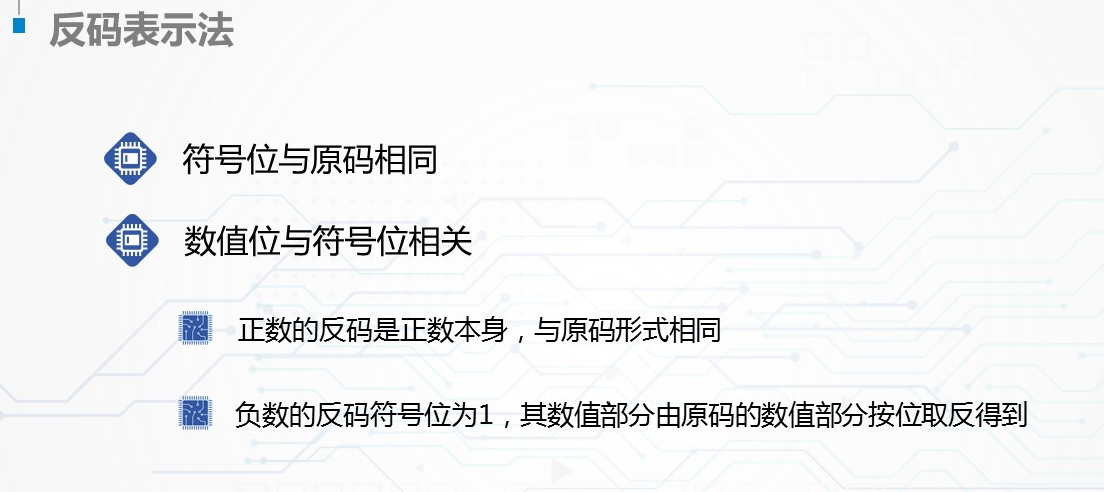 反码表示法
符号位与原码相同
数值位与符号位相关
正数的反码是正数本身，与原码形式相同
负数的反码符号位为1，其数值部分由原码的数值部分按位取反得到